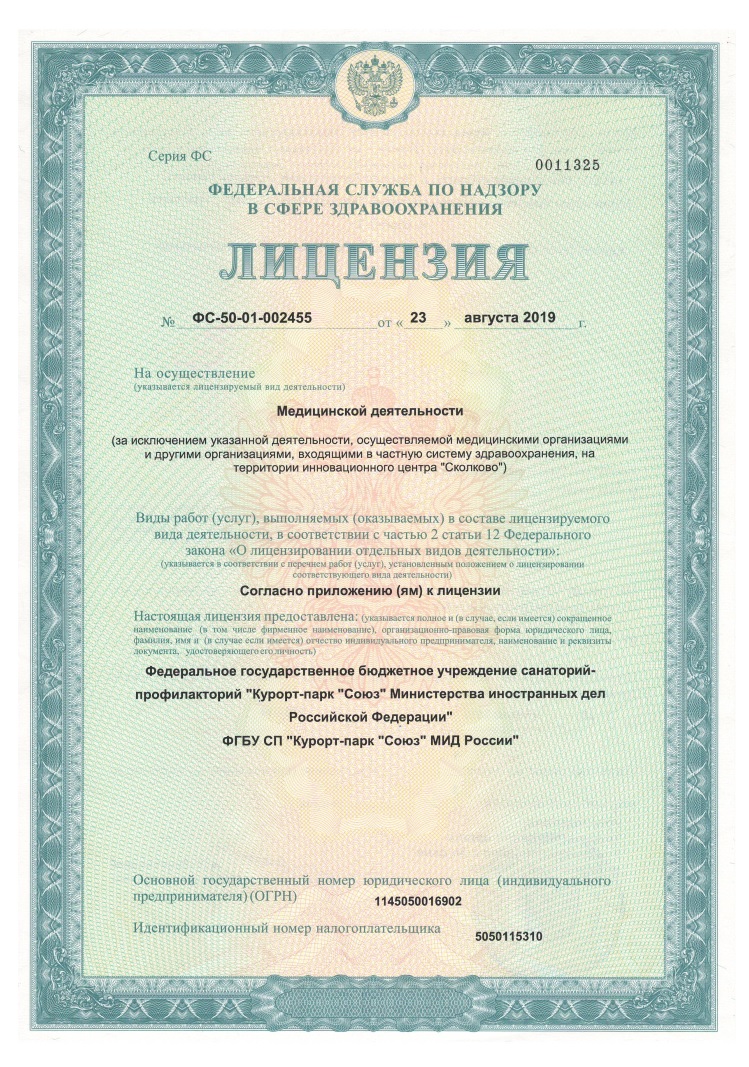 Серия ФС
0011325
ФЕДЕРАЛЬНАЯ СЛУЖБА ПО НАДЗОРУ
В СФЕРЕ ЗДРАВООХРАНЕНИЯ
ЛИЦЕНЗИЯ
№ ФС-50-01-002455 от « 23 » августа 2019 г.
На осуществление
(указывается лицензируемый вид деятельности)
Медицинской деятельности
(за исключением указанной деятельности, осуществляемой медицинскими организациями
и другими организациями, входящими в частную систему здравоохранения, на
территории инновационного центра "Сколково")
Виды работ (услуг), выполняемых (оказываемых) в составе лицензируемого
вида деятельности, в соответствии с частью 2 статьи 12 Федерального
закона «О лицензировании отдельных видов деятельности»:
(указывается в соответствии с перечнем работ (услуг), установленным положением о лицензировании
соответствующего вида деятельности)
Согласно приложению (ям) к лицензии
Настоящая лицензия предоставлена: (указывается полное и (в случае, если имеется) сокращенное
наименование (в том числе фирменное наименование), организационно-правовая форма юридического лица,
фамилия, имя и (в случае если имеется) отчество индивидуального предпринимателя, наименование и реквизиты
документа, удостоверяющего его личность)
Федеральное государственное бюджетное учреждение санаторий-
профилакторий "Курорт-парк "Союз" Министерства иностранных дел
Российской Федерации"
ФГБУ СП "Курорт-парк "Союз" МИД России"
Основной государственный номер юридического лица (индивидуального
предпринимателя) (ОГРН) 1145050016902
Идентификационный номер налогоплательщика 5050115310